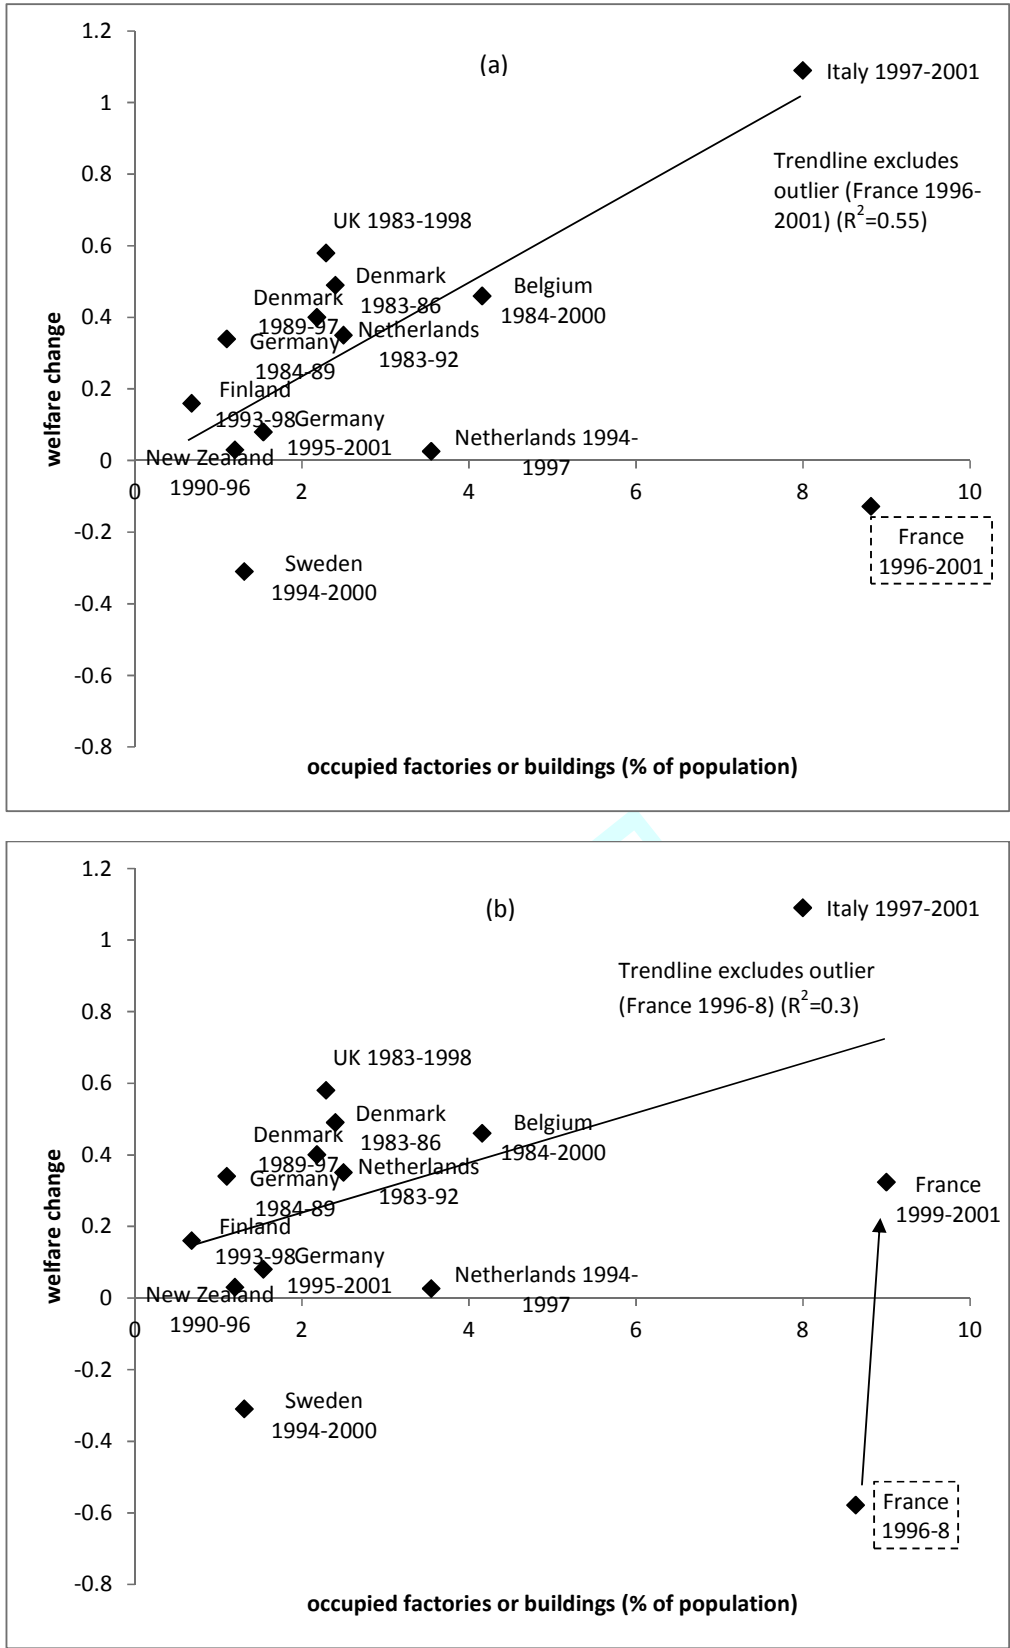 1.2
(a)
Italy 1997-2001
1
Trendline excludes
outlier (France 1996-
2001) (R²=0.55)
0.8
UK 1983-1998
0.6
Denmark
1983-86
Belgium
1984-2000
Denmark
1989-97
0.4
Netherlands
1983-92
Germany
1984-89
welfare change
0.2
Finland
1993-98
Germany
1995-2001
Netherlands 1994-
1997
0
New Zealand
1990-96
0
2
4
6
8
10
-0.2
France
1996-2001
Sweden
1994-2000
-0.4
-0.6
-0.8
occupied factories or buildings (% of population)
1.2
(b)
Italy 1997-2001
1
Trendline excludes outlier
(France 1996-8) (R²=0.3)
0.8
UK 1983-1998
0.6
Denmark
1983-86
Belgium
1984-2000
Denmark
1989-97
0.4
Netherlands
1983-92
Germany
1984-89
France
1999-2001
welfare change
0.2
Finland
1993-98
Germany
1995-2001
Netherlands 1994-
1997
0
New Zealand
1990-96
0
2
4
6
8
10
-0.2
Sweden
1994-2000
-0.4
-0.6
France
1996-8
-0.8
occupied factories or buildings (% of population)